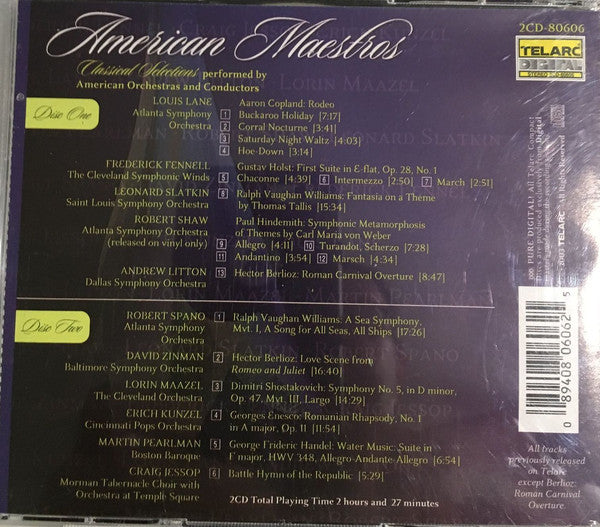 American Maestros
Classical Selections performed by
American Orchestras and Conductors
2CD-80606
TELARC
DIGITAL
Disc One
LOUIS LANE
Atlanta Symphony
Orchestra
Aaron Copland: Rodeo
1 Buckaroo Holiday [7:17]
2 Corral Nocturne [3:41]
3 Saturday Night Waltz [4:03]
4 Hoe-Down [3:14]
FREDERICK FENNELL
The Cleveland Symphonic Winds
Gustav Holst: First Suite in E-flat, Op. 28, No. 1
5 Chaconne [4:39] 6 Intermezzo [2:50] 7 March [2:51]
LEONARD SLATKIN
Saint Louis Symphony Orchestra
8 Ralph Vaughan Williams: Fantasia on a Theme
by Thomas Tallis [15:34]
ROBERT SHAW
Atlanta Symphony Orchestra
(released on vinyl only)
Paul Hindemith: Symphonic Metamorphosis
of Themes by Carl Maria von Weber
9 Allegro [4:11] 10 Turandot, Scherzo [7:28]
11 Andantino [3:54] 12 Marsch [4:34]
ANDREW LITTON
Dallas Symphony Orchestra
13 Hector Berlioz: Roman Carnival Overture [8:47]
Disc Two
ROBERT SPANO
Atlanta Symphony
Orchestra
1 Ralph Vaughan Williams: A Sea Symphony,
Mvt. I, A Song for All Seas, All Ships [17:26]
DAVID ZINMAN
Baltimore Symphony Orchestra
2 Hector Berlioz: Love Scene from
Romeo and Juliet [16:40]
LORIN MAAZEL
The Cleveland Orchestra
3 Dimitri Shostakovich: Symphony No. 5, in D minor,
Op. 47, Mvt. III, Largo [14:29]
ERICH KUNZEL
Cincinnati Pops Orchestra
4 Georges Enesco: Romanian Rhapsody, No. 1
in A major, Op. 11 [11:54]
MARTIN PEARLMAN
Boston Baroque
5 George Frideric Handel: Water Music: Suite in
F major, HWV 348, Allegro-Andante-Allegro [6:54]
CRAIG JESSOP
Morman Tabernacle Choir with
Orchestra at Temple Square
6 Battle Hymn of the Republic [5:29]
2CD Total Playing Time 2 hours and 27 minutes
0 89408 06062 5
All tracks
previously released
on Telarc
except Berlioz:
Roman Carnival
Overture.